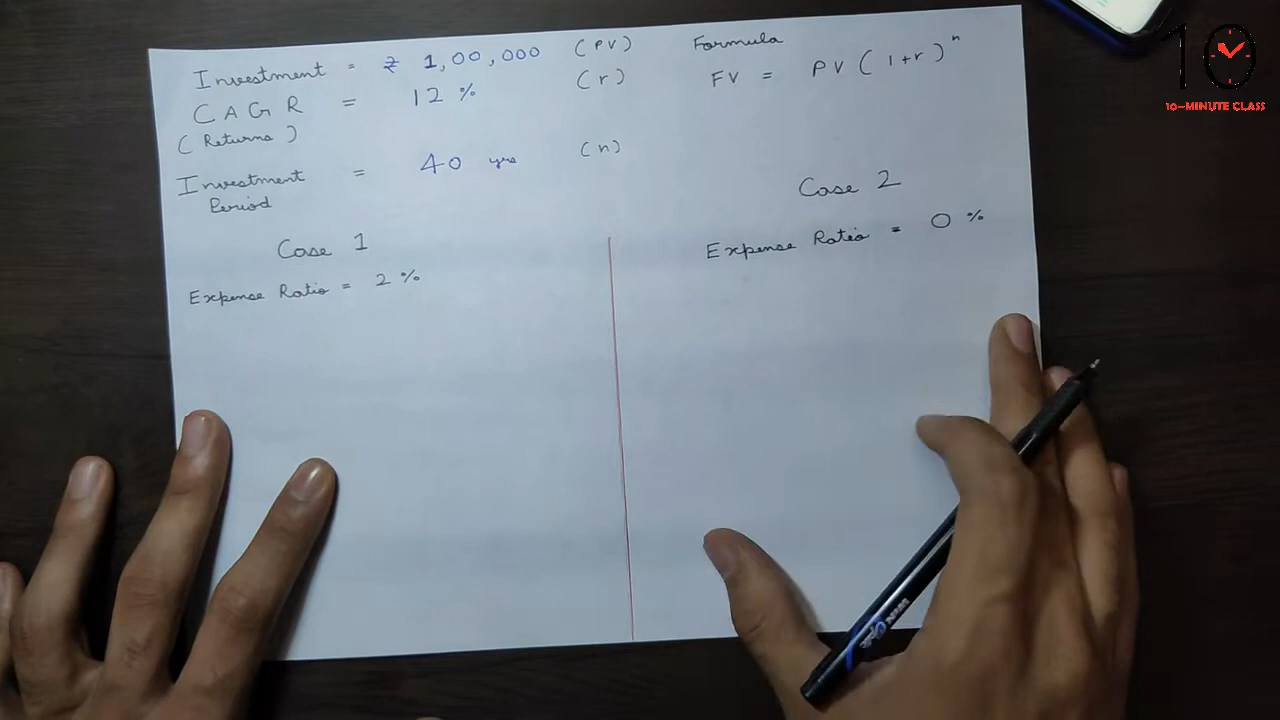 Investment = ₹ 1,00,000 (PV)
CAGR = 12 % (r)
(Returns)
Investment = 40 yrs (n)
Period
Formula
FV = PV (1+r)^n
Case 1
Expense Ratio = 2 %
Case 2
Expense Ratio = 0 %
10
10-MINUTE CLASS